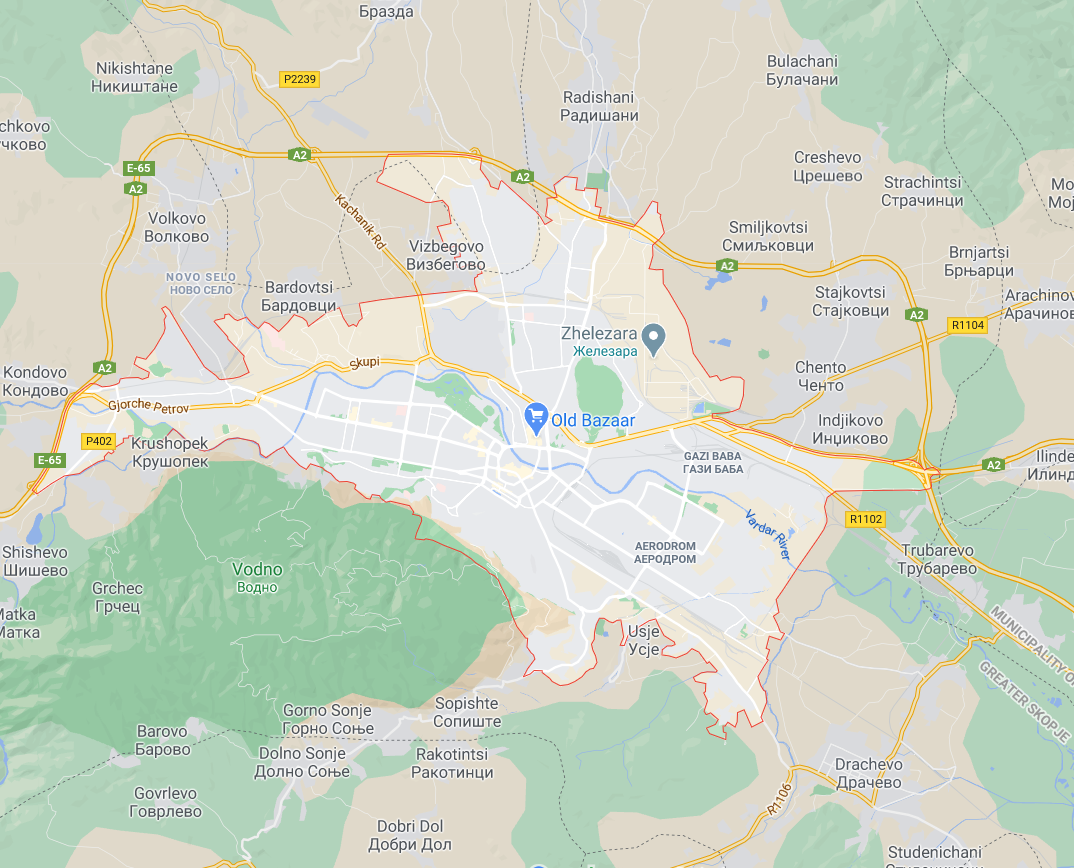 Бразда
Nikishtane
Никиштане
P2239
Bulachani
Булачани
Radishani
Радишани
chkovo
чково
E-65
A2
A2
A2
Creshevo
Црешево
Strachintsi
Страчинци
Mo
Мој
Volkovo
Волково
Kachanik Rd
Vizbegovo
Визбегово
Smiljkovtsi
Смиљковци
A2
Brnjartsi
Брњарци
NOVO SELO
НОВО СЕЛО
Bardovtsi
Бардовци
Stajkovtsi
Стајковци
Arachinov
Арачинов
A2
R1104
Zhelezara
Железара
Kondovo
Кондово
A2
Skupi
Chento
Ченто
Gjorche Petrov
Old Bazaar
Indjikovo
Инџиково
P402
Krushopek
Крушопек
E-65
GAZI BABA
ГАЗИ БАБА
A2
Ilinde
Илинд
Vardar River
R1102
Shishevo
Шишево
AERODROM
АЕРОДРОМ
Trubarevo
Трубарево
Vodno
Водно
Grchec
Грчец
Matka
Матка
Usje
Усје
MUNICIPALITY O
GREATER SKOPJE
Sopishte
Сопиште
Gorno Sonje
Горно Соње
Barovo
Барово
Dolno Sonje
Долно Соње
Rakotintsi
Ракотинци
Drachevo
Драчево
R1106
Govrlevo
Говрлево
Dobri Dol
Добри Дол
Studenichani